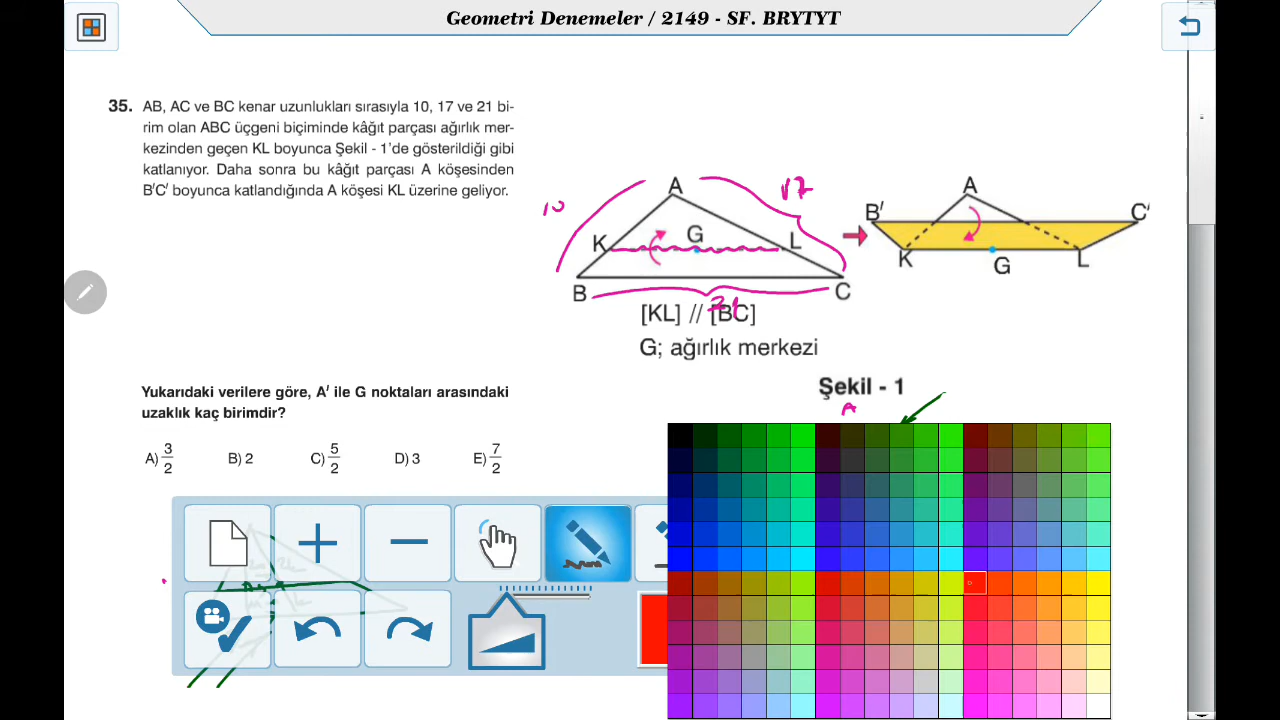 Geometri Denemeler / 2149 - SF. BRYTYT
35. AB, AC ve BC kenar uzunlukları sırasıyla 10, 17 ve 21 bi-
rim olan ABC üçgeni biçiminde kâğıt parçası ağırlık mer-
kezinden geçen KL boyunca Şekil - 1'de gösterildiği gibi
katlanıyor. Daha sonra bu kâğıt parçası A köşesinden
B'C' boyunca katlandığında A köşesi KL üzerine geliyor.
A
10
17
K
G
L
B
C
21
[KL] // [BC]
G; ağırlık merkezi
A
B'
C'
K
G
L
Şekil - 1
A
Yukarıdaki verilere göre, A' ile G noktaları arasındaki
uzaklık kaç birimdir?
A) 3/2 B) 2 C) 5/2 D) 3 E) 7/2